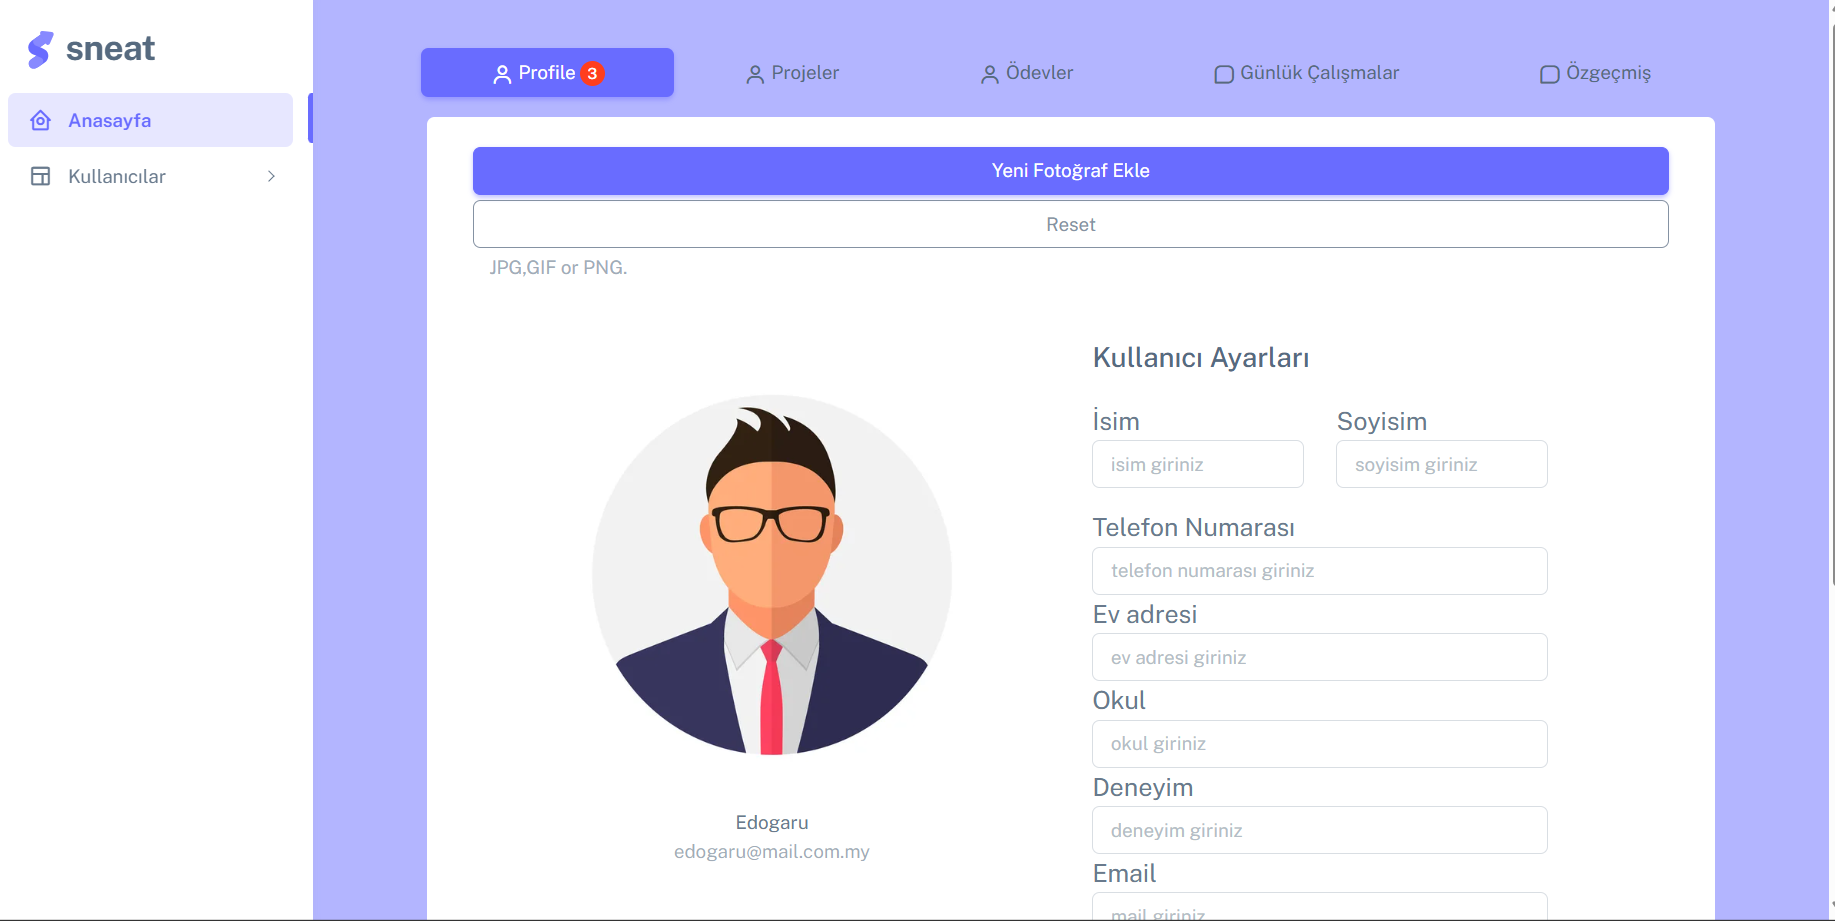 sneat
Anasayfa
Kullanıcılar
Profile 3
Projeler
Ödevler
Günlük Çalışmalar
Özgeçmiş
Yeni Fotoğraf Ekle
Reset
JPG,GIF or PNG.
Edogaru
edogaru@mail.com.my
Kullanıcı Ayarları
İsim
Soyisim
isim giriniz
soyisim giriniz
Telefon Numarası
telefon numarası giriniz
Ev adresi
ev adresi giriniz
Okul
okul giriniz
Deneyim
deneyim giriniz
Email
mail giriniz